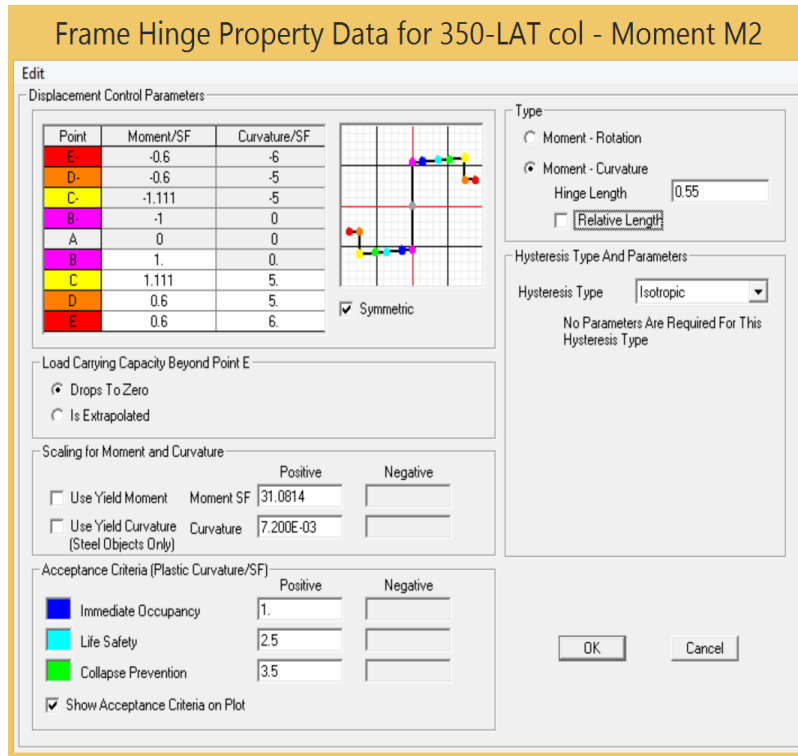 Frame Hinge Property Data for 350-LAT col - Moment M2
Edit
Displacement Control Parameters
Point Moment/SF Curvature/SF
E- -0.6 -6
D- -0.6 -5
C- -1.111 -5
B- -1 0
A 0 0
B 1. 0.
C 1.111 5.
D 0.6 5.
E 0.6 6.
Symmetric
Load Carrying Capacity Beyond Point E
Drops To Zero
Is Extrapolated
Scaling for Moment and Curvature
Positive Negative
Use Yield Moment Moment SF 31.0814
Use Yield Curvature Curvature 7.200E-03
(Steel Objects Only)
Acceptance Criteria (Plastic Curvature/SF)
Positive Negative
Immediate Occupancy 1.
Life Safety 2.5
Collapse Prevention 3.5
Show Acceptance Criteria on Plot
Type
Moment - Rotation
Moment - Curvature
Hinge Length 0.55
Relative Length
Hysteresis Type And Parameters
Hysteresis Type Isotropic
No Parameters Are Required For This
Hysteresis Type
OK Cancel